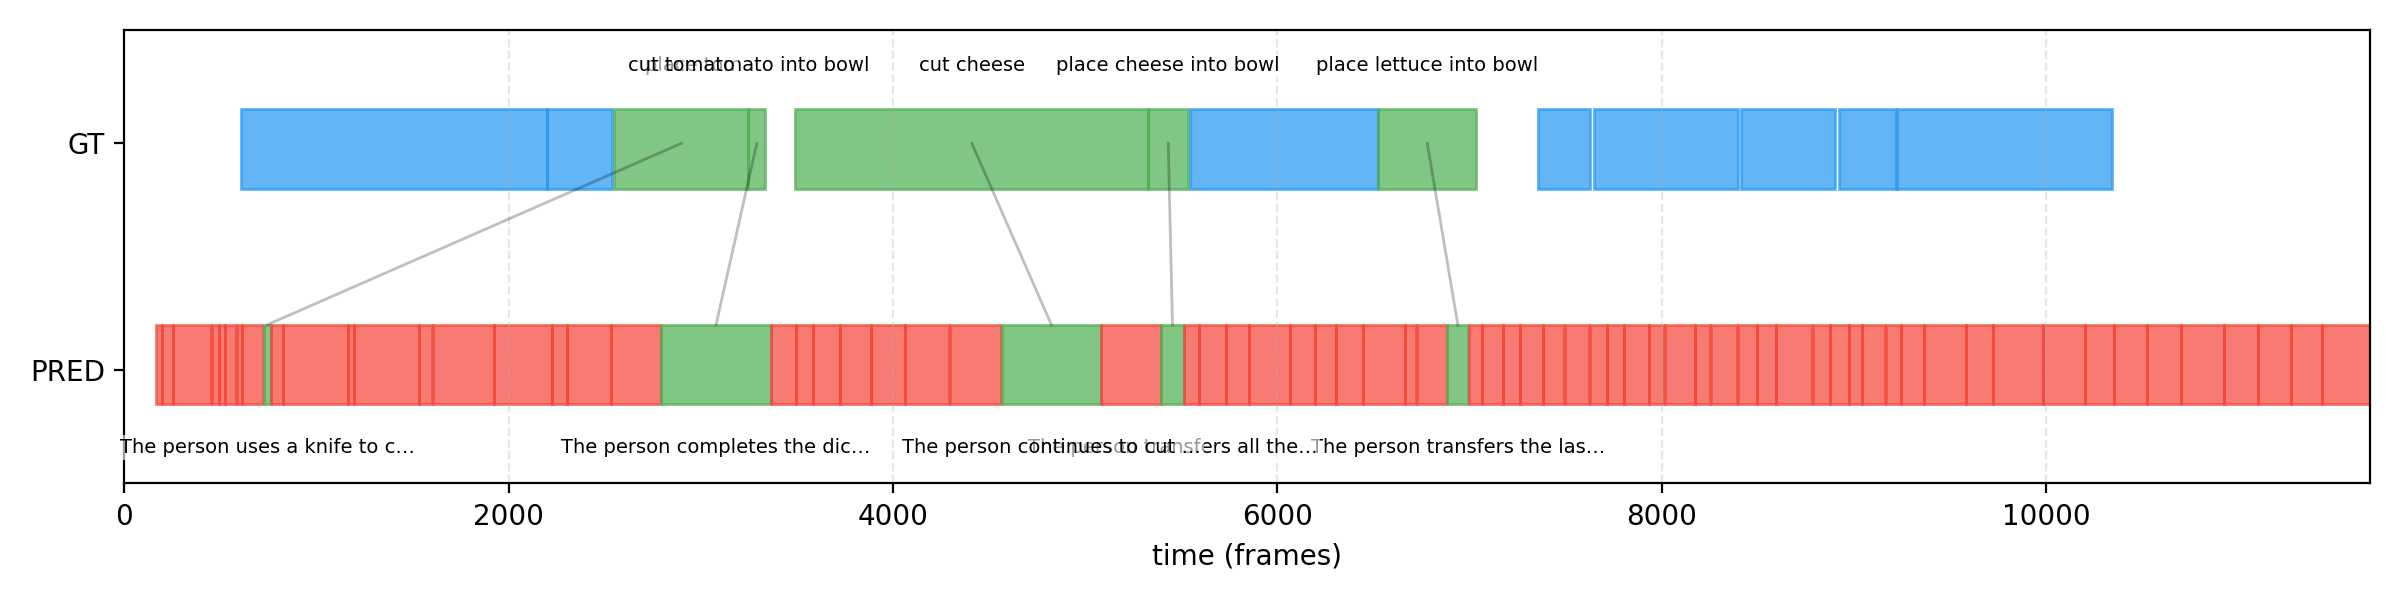 cut tomato place tomato into bowl cut cheese place cheese into bowl place lettuce into bowl
GT
PRED
The person uses a knife to c... The person completes the dic... The person continues to cut ... The person transfers all the... The person transfers the las...
0 2000 4000 6000 8000 10000
time (frames)